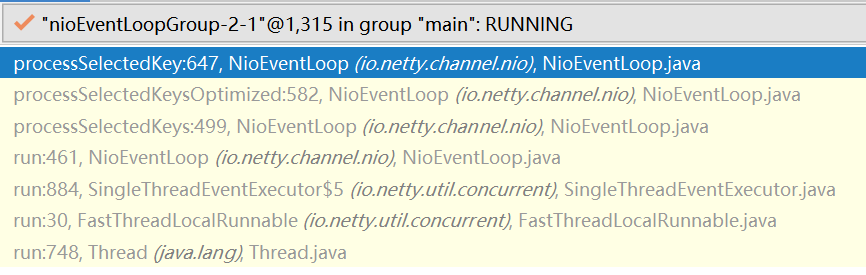 "nioEventLoopGroup-2-1"@1,315 in group "main": RUNNING
processSelectedKey:647, NioEventLoop (io.netty.channel.nio), NioEventLoop.java
processSelectedKeysOptimized:582, NioEventLoop (io.netty.channel.nio), NioEventLoop.java
processSelectedKeys:499, NioEventLoop (io.netty.channel.nio), NioEventLoop.java
run:461, NioEventLoop (io.netty.channel.nio), NioEventLoop.java
run:884, SingleThreadEventExecutor$5 (io.netty.util.concurrent), SingleThreadEventExecutor.java
run:30, FastThreadLocalRunnable (io.netty.util.concurrent), FastThreadLocalRunnable.java
run:748, Thread (java.lang), Thread.java